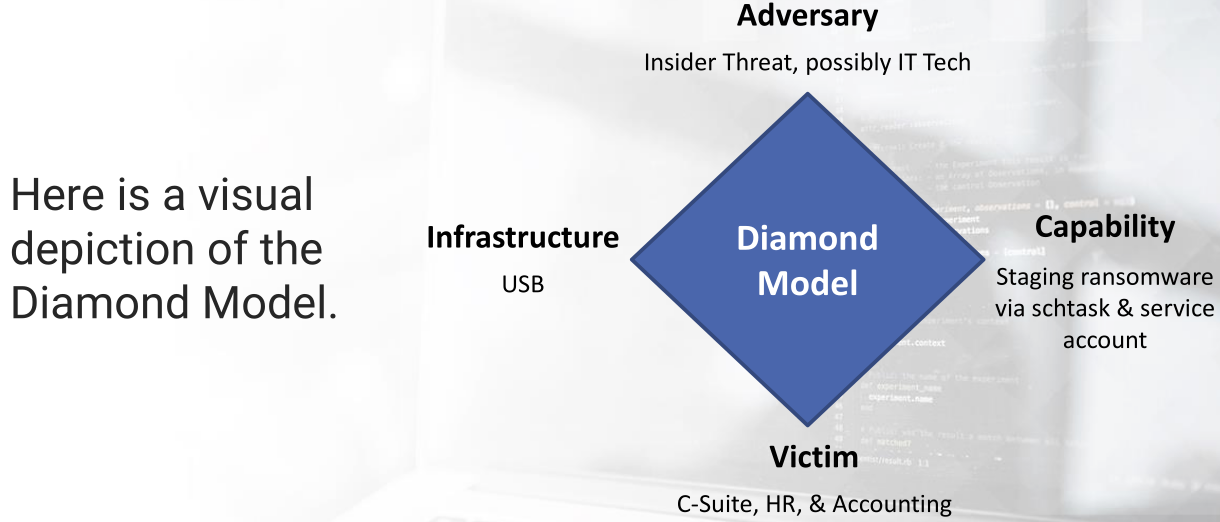 Adversary
Insider Threat, possibly IT Tech
Here is a visual
depiction of the
Diamond Model.
Infrastructure
USB
Diamond
Model
Capability
Staging ransomware
via schtask & service
account
Victim
C-Suite, HR, & Accounting